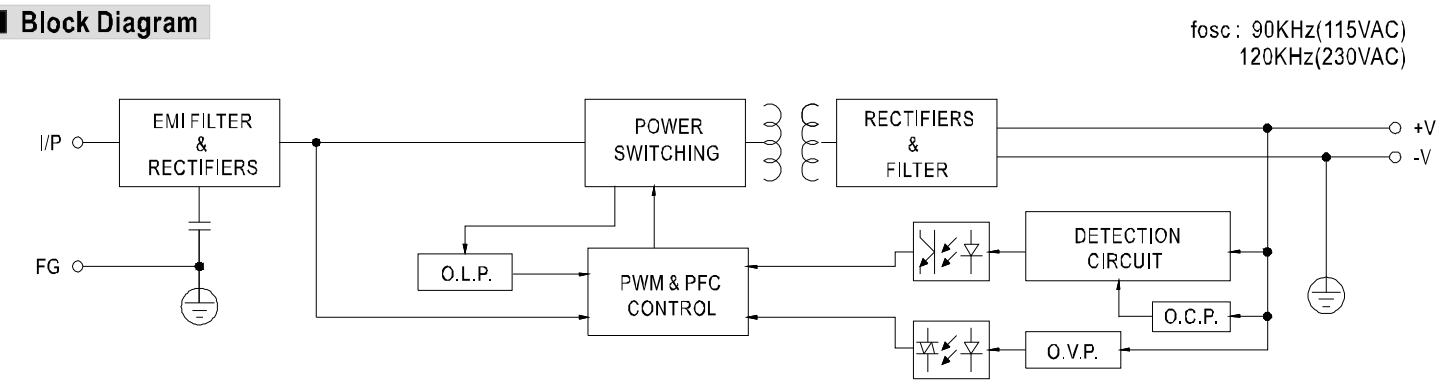 Block Diagram
fosc : 90KHz(115VAC)
120KHz(230VAC)
I/P
EMI FILTER
&
RECTIFIERS
POWER
SWITCHING
RECTIFIERS
&
FILTER
+V
-V
FG
O.L.P.
PWM & PFC
CONTROL
DETECTION
CIRCUIT
O.C.P.
O.V.P.